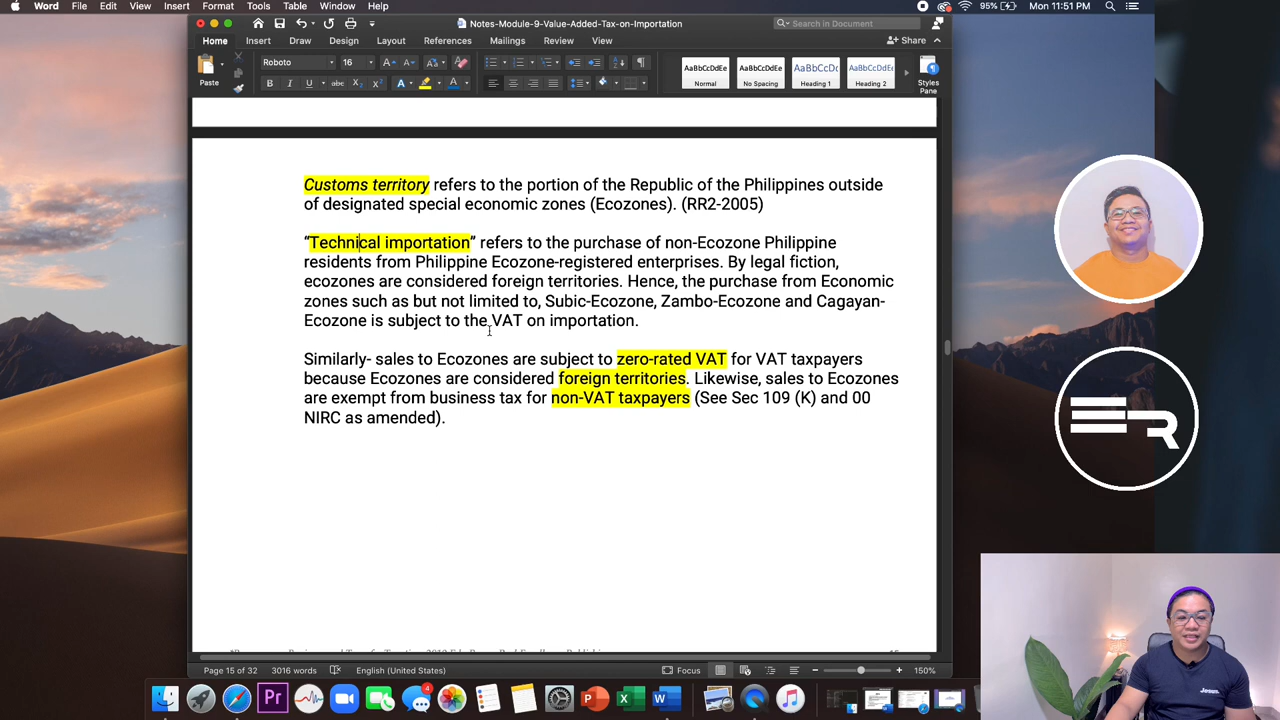 Word File Edit View Insert Format Tools Table Window Help 95% Mon 11:51 PM
Notes-Module-9-Value-Added-Tax-on-Importation
Search in Document
Home Insert Draw Design Layout References Mailings Review View Share
Paste Roboto 16 AaBbCcDdEe AaBbCcDdEe AaBbCcDc AaBbCcDdEe
Normal No Spacing Heading 1 Heading 2 Styles
Pane
Customs territory refers to the portion of the Republic of the Philippines outside
of designated special economic zones (Ecozones). (RR2-2005)
“Technical importation” refers to the purchase of non-Ecozone Philippine
residents from Philippine Ecozone-registered enterprises. By legal fiction,
ecozones are considered foreign territories. Hence, the purchase from Economic
zones such as but not limited to, Subic-Ecozone, Zambo-Ecozone and Cagayan-
Ecozone is subject to the VAT on importation.
Similarly- sales to Ecozones are subject to zero-rated VAT for VAT taxpayers
because Ecozones are considered foreign territories. Likewise, sales to Ecozones
are exempt from business tax for non-VAT taxpayers (See Sec 109 (K) and 00
NIRC as amended).
Page 15 of 32 3016 words English (United States) Focus 150%
ER